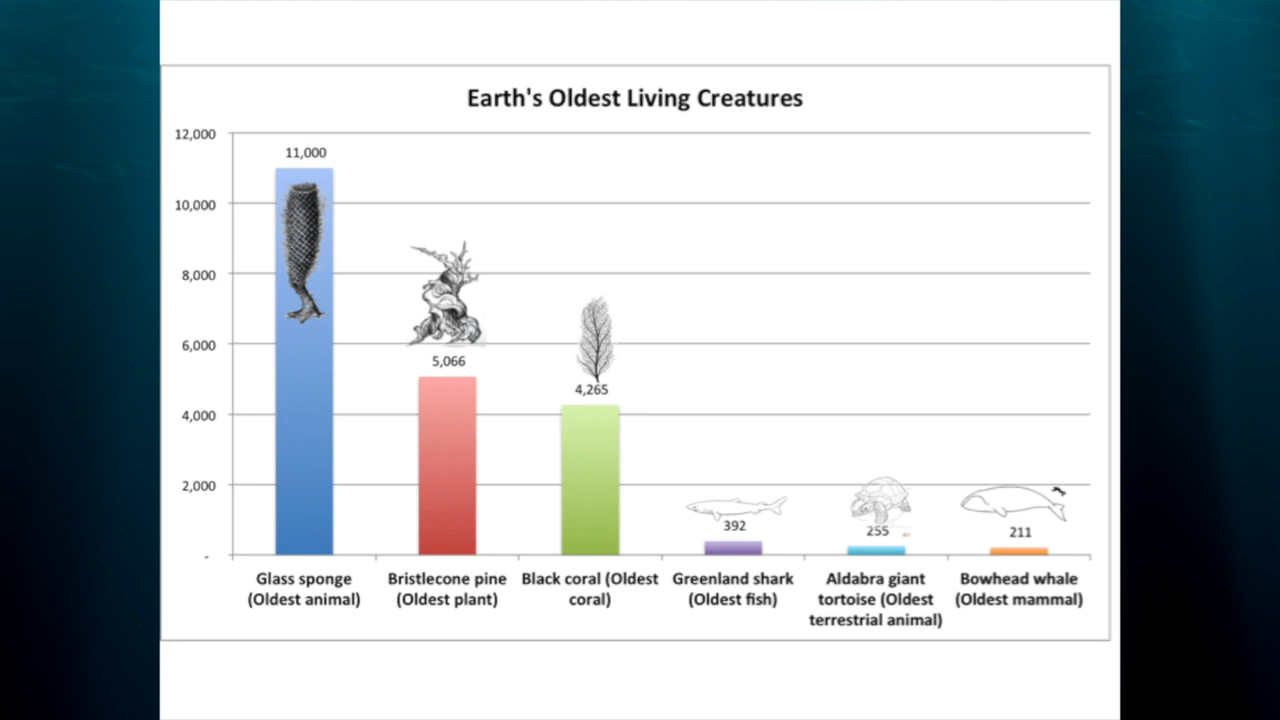 Earth's Oldest Living Creatures
12,000
10,000
8,000
6,000
4,000
2,000
-
11,000
5,066
4,265
392
255
211
Glass sponge
(Oldest animal)
Bristlecone pine
(Oldest plant)
Black coral (Oldest
coral)
Greenland shark
(Oldest fish)
Aldabra giant
tortoise (Oldest
terrestrial animal)
Bowhead whale
(Oldest mammal)